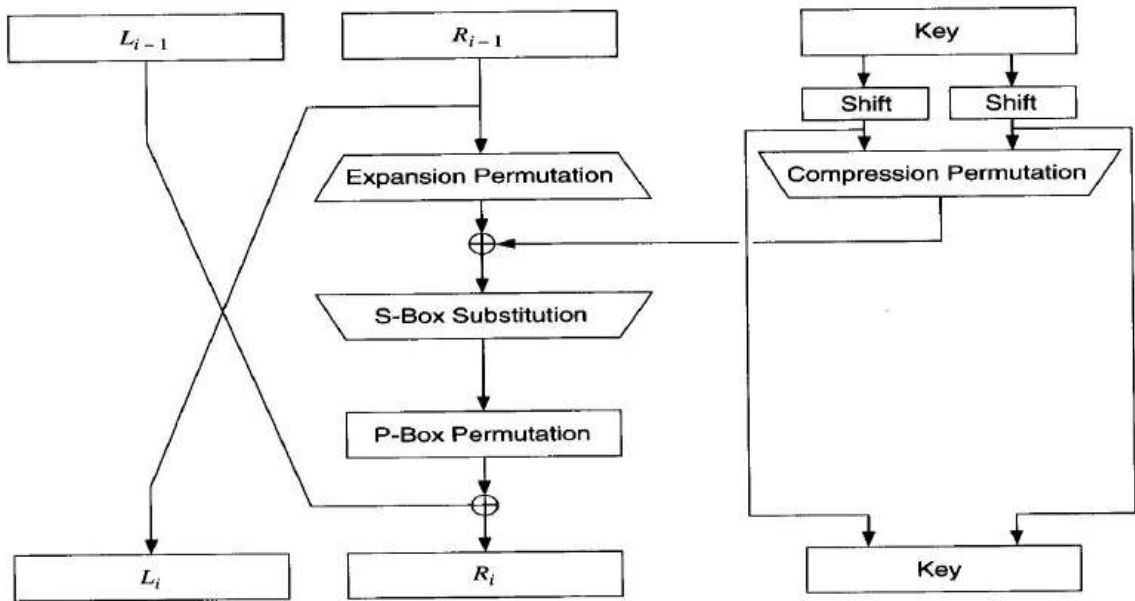 L_{i-1}
R_{i-1}
Key
Shift
Shift
Expansion Permutation
Compression Permutation
S-Box Substitution
P-Box Permutation
L_i
R_i
Key